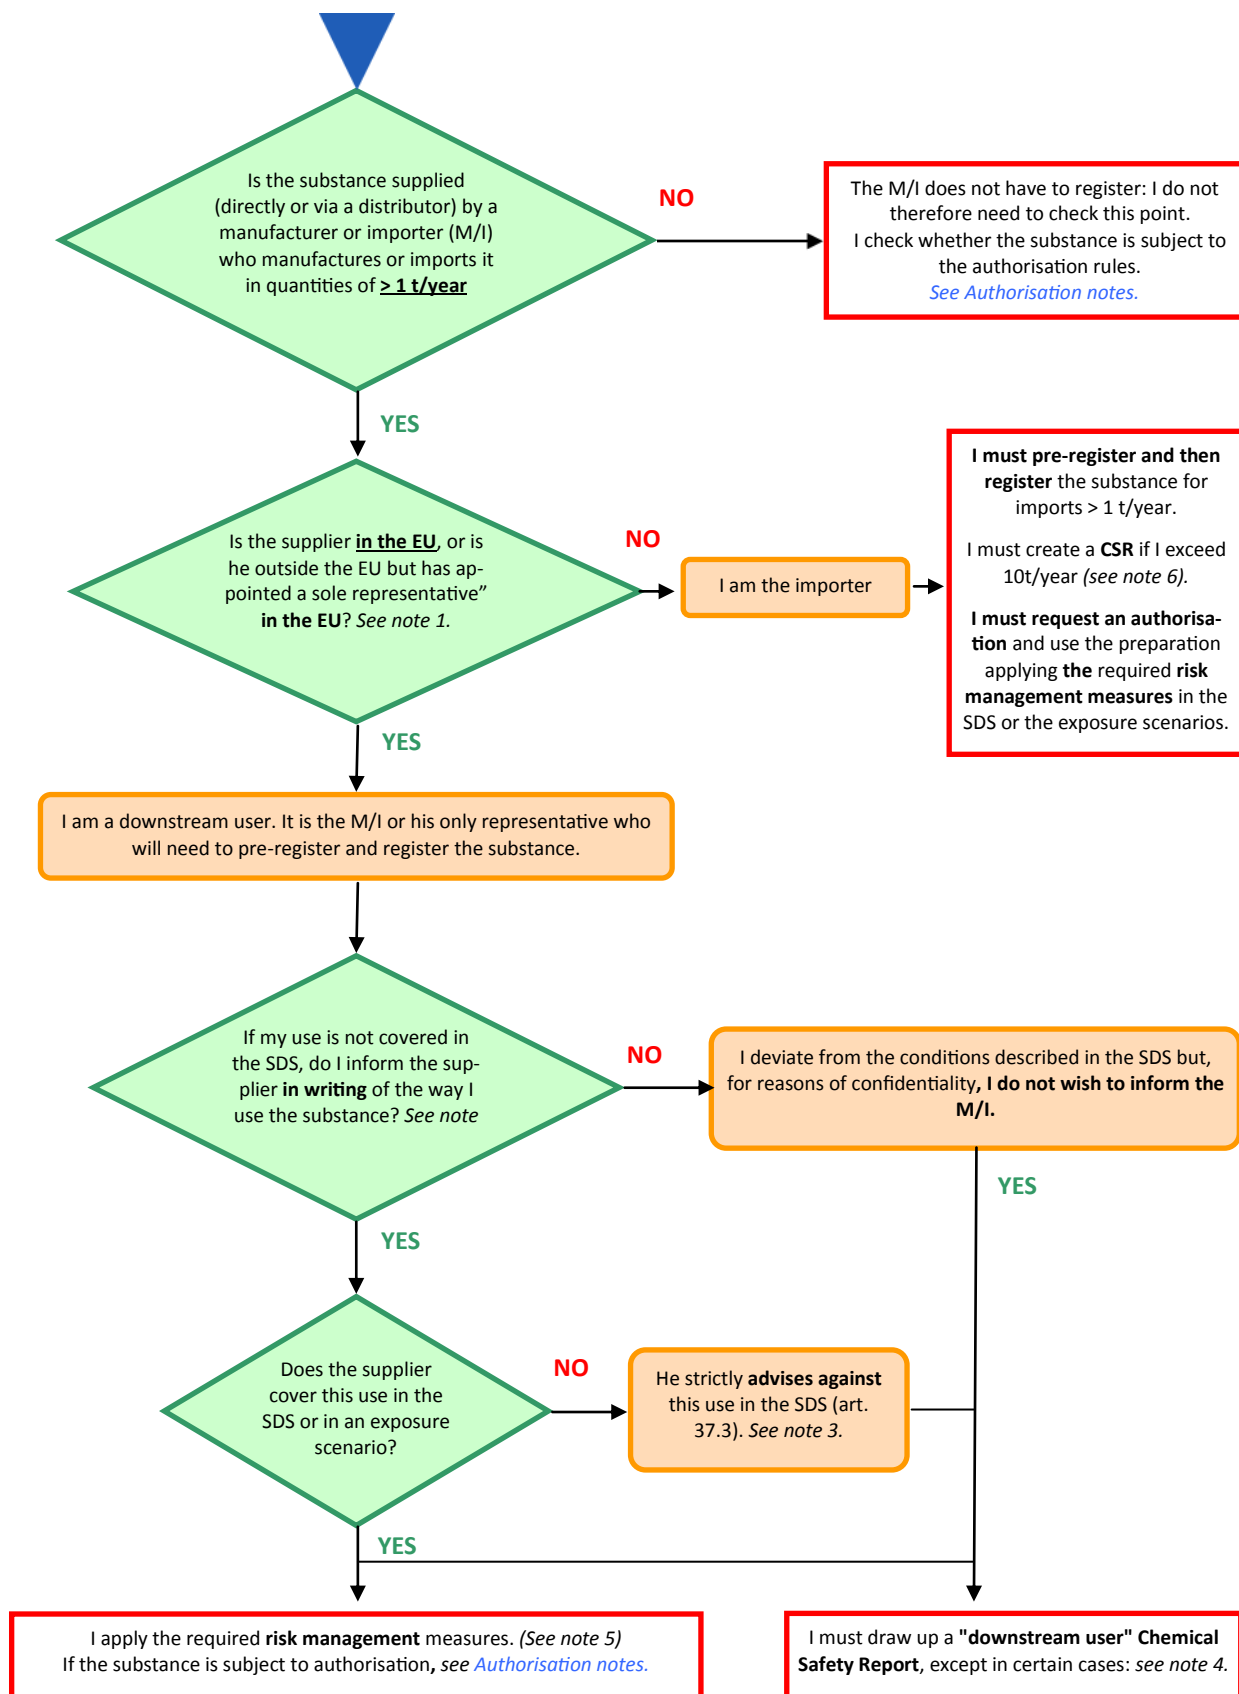 Is the substance supplied
(directly or via a distributor) by a
manufacturer or importer (M/I)
who manufactures or imports it
in quantities of > 1 t/year
NO
The M/I does not have to register: I do not
therefore need to check this point.
I check whether the substance is subject to
the authorisation rules.
See Authorisation notes.
YES
Is the supplier in the EU, or is
he outside the EU but has ap-
pointed a sole representative”
in the EU? See note 1.
NO
I am the importer
I must pre-register and then
register the substance for
imports > 1 t/year.
I must create a CSR if I exceed
10t/year (see note 6).
I must request an authorisa-
tion and use the preparation
applying the required risk
management measures in the
SDS or the exposure scenarios.
YES
I am a downstream user. It is the M/I or his only representative who
will need to pre-register and register the substance.
If my use is not covered in
the SDS, do I inform the sup-
plier in writing of the way I
use the substance? See note
NO
I deviate from the conditions described in the SDS but,
for reasons of confidentiality, I do not wish to inform the
M/I.
YES
YES
Does the supplier
cover this use in the
SDS or in an exposure
scenario?
NO
He strictly advises against
this use in the SDS (art.
37.3). See note 3.
YES
I apply the required risk management measures. (See note 5)
If the substance is subject to authorisation, see Authorisation notes.
I must draw up a "downstream user" Chemical
Safety Report, except in certain cases: see note 4.